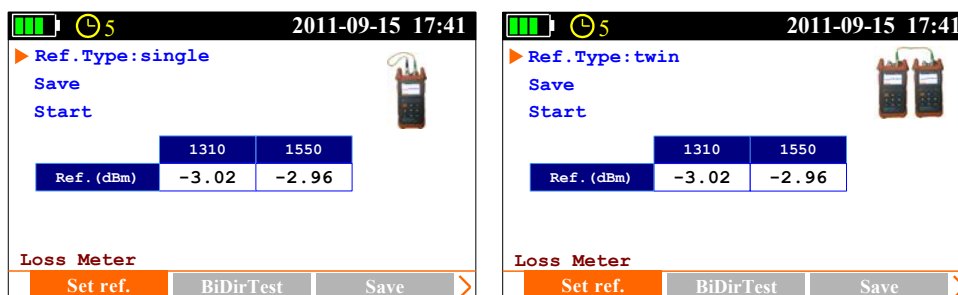 5 2011-09-15 17:41
Ref.Type:single
Save
Start
1310 1550
Ref.(dBm) -3.02 -2.96
Loss Meter
Set ref. BiDirTest Save
5 2011-09-15 17:41
Ref.Type:twin
Save
Start
1310 1550
Ref.(dBm) -3.02 -2.96
Loss Meter
Set ref. BiDirTest Save